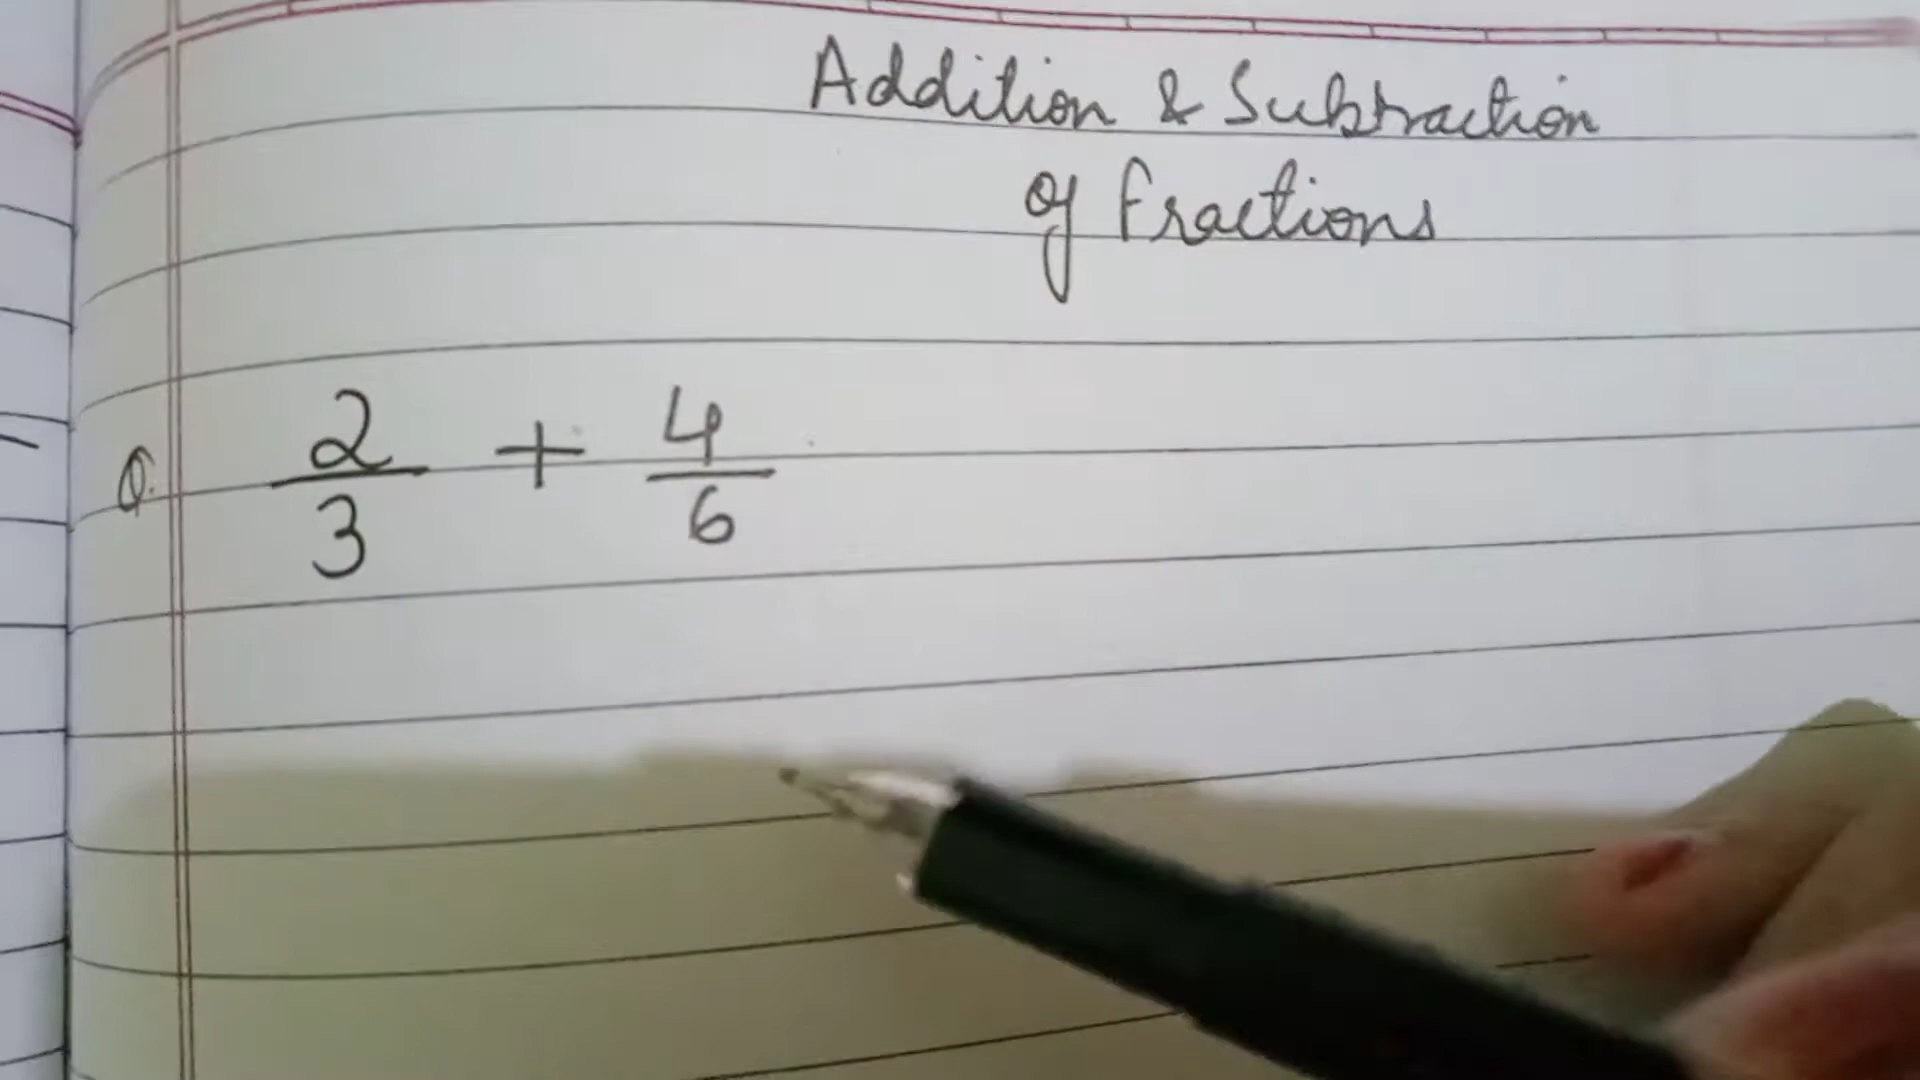 Addition & Subtraction
of fractions
Q. 2/3 + 4/6